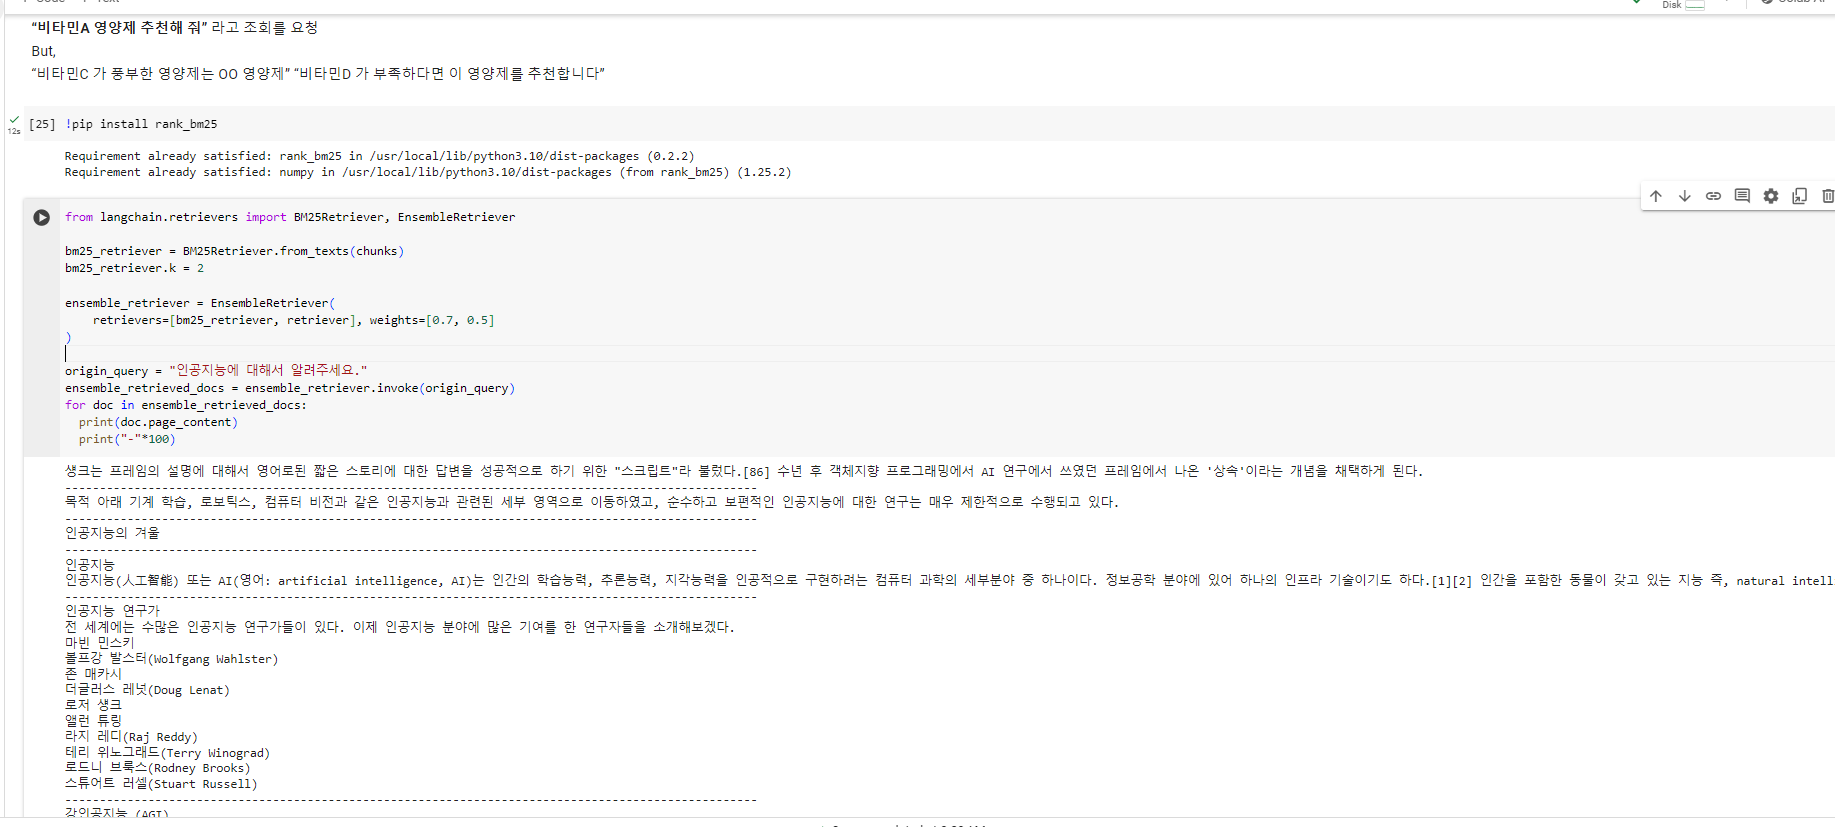 Disk
“비타민A 영양제 추천해 줘” 라고 조회를 요청
But,
“비타민C 가 풍부한 영양제는 OO 영양제” “비타민D 가 부족하다면 이 영양제를 추천합니다”
12s
[25] !pip install rank_bm25
Requirement already satisfied: rank_bm25 in /usr/local/lib/python3.10/dist-packages (0.2.2)
Requirement already satisfied: numpy in /usr/local/lib/python3.10/dist-packages (from rank_bm25) (1.25.2)
from langchain.retrievers import BM25Retriever, EnsembleRetriever
bm25_retriever = BM25Retriever.from_texts(chunks)
bm25_retriever.k = 2
ensemble_retriever = EnsembleRetriever(
    retrievers=[bm25_retriever, retriever], weights=[0.7, 0.5]
)
origin_query = "인공지능에 대해서 알려주세요."
ensemble_retrieved_docs = ensemble_retriever.invoke(origin_query)
for doc in ensemble_retrieved_docs:
  print(doc.page_content)
  print("-"*100)
섕크는 프레임의 설명에 대해서 영어로된 짧은 스토리에 대한 답변을 성공적으로 하기 위한 "스크립트"라 불렀다.[86] 수년 후 객체지향 프로그래밍에서 AI 연구에서 쓰였던 프레임에서 나온 '상속'이라는 개념을 채택하게 된다.
----------------------------------------------------------------------------------------------------
목적 아래 기계 학습, 로보틱스, 컴퓨터 비전과 같은 인공지능과 관련된 세부 영역으로 이동하였고, 순수하고 보편적인 인공지능에 대한 연구는 매우 제한적으로 수행되고 있다.
----------------------------------------------------------------------------------------------------
인공지능의 겨울
----------------------------------------------------------------------------------------------------
인공지능
인공지능(人工智能) 또는 AI(영어: artificial intelligence, AI)는 인간의 학습능력, 추론능력, 지각능력을 인공적으로 구현하려는 컴퓨터 과학의 세부분야 중 하나이다. 정보공학 분야에 있어 하나의 인프라 기술이기도 하다.[1][2] 인간을 포함한 동물이 갖고 있는 지능 즉, natural intell
----------------------------------------------------------------------------------------------------
인공지능 연구가
전 세계에는 수많은 인공지능 연구가들이 있다. 이제 인공지능 분야에 많은 기여를 한 연구자들을 소개해보겠다.
마빈 민스키
볼프강 발스터(Wolfgang Wahlster)
존 매카시
더글러스 레넛(Doug Lenat)
로저 섕크
앨런 튜링
라지 레디(Raj Reddy)
테리 위노그래드(Terry Winograd)
로드니 브룩스(Rodney Brooks)
스튜어트 러셀(Stuart Russell)
----------------------------------------------------------------------------------------------------
강인공지능 (AGI)